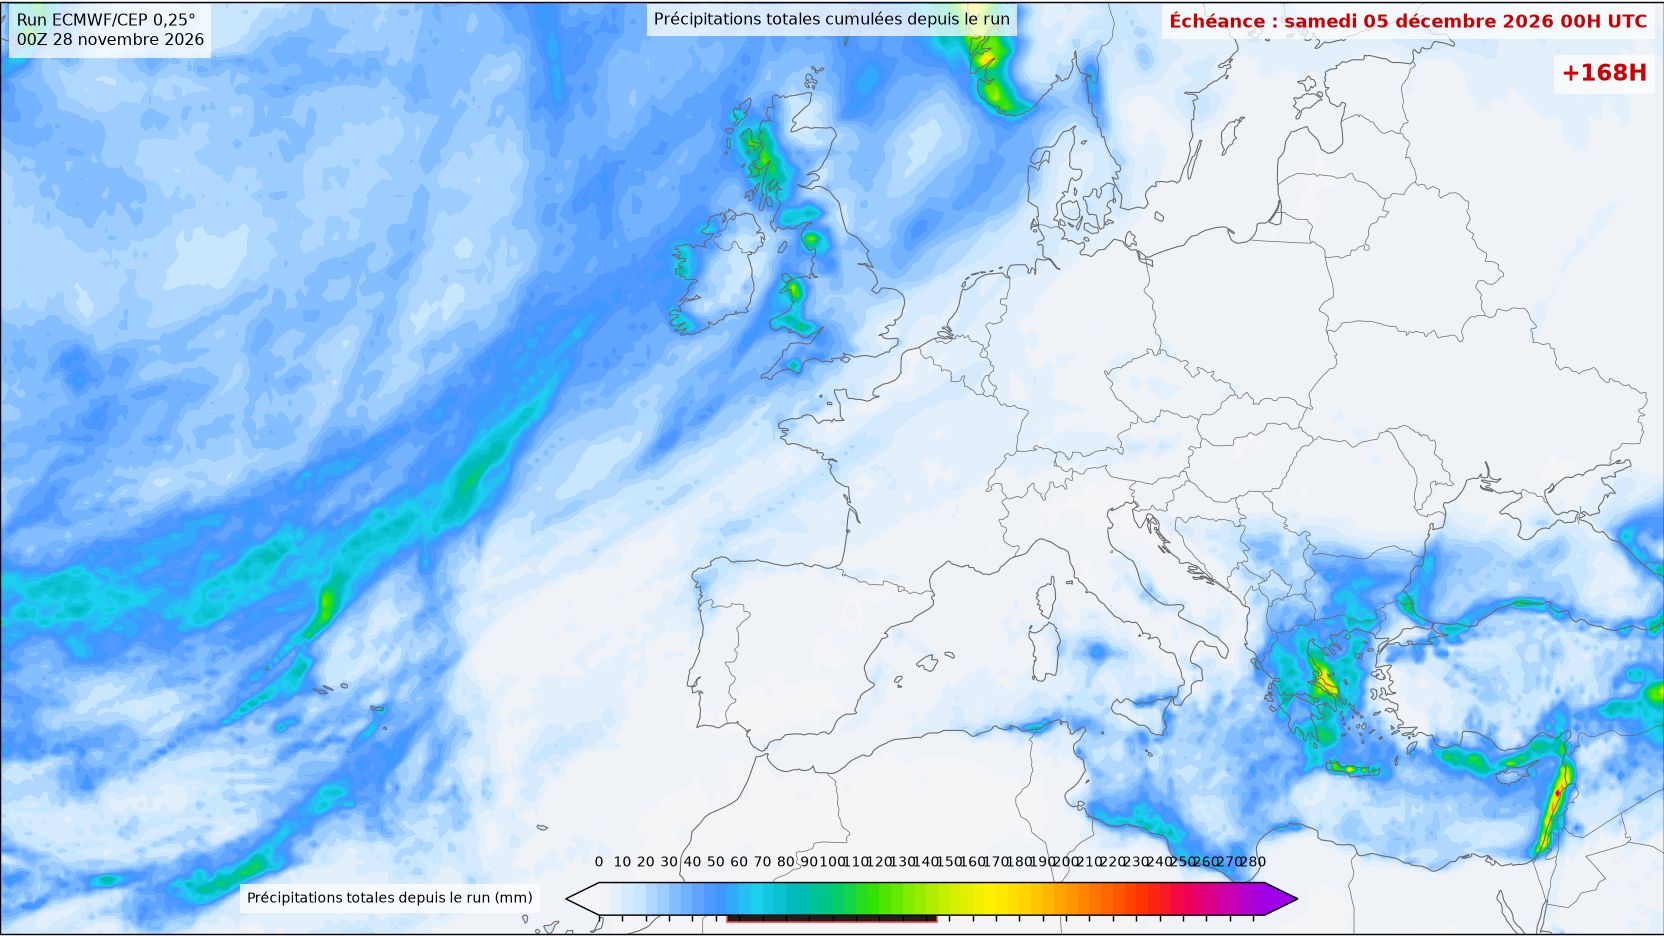 Run ECMWF/CEP 0,25°
00Z 28 novembre 2026
Précipitations totales cumulées depuis le run
Échéance : samedi 05 décembre 2026 00H UTC
+168H
0 10 20 30 40 50 60 70 80 90 100 110 120 130 140 150 160 170 180 190 200 210 220 230 240 250 260 270 280
Précipitations totales depuis le run (mm)